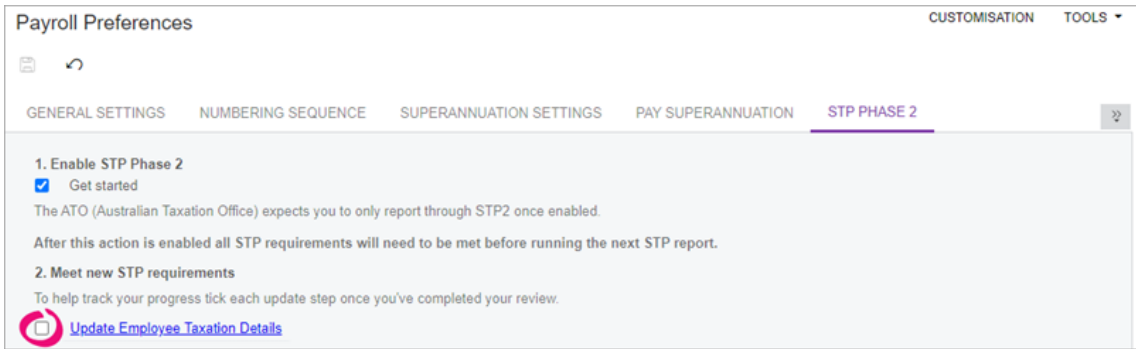 Payroll Preferences
CUSTOMISATION TOOLS
GENERAL SETTINGS NUMBERING SEQUENCE SUPERANNUATION SETTINGS PAY SUPERANNUATION STP PHASE 2
1. Enable STP Phase 2
Get started
The ATO (Australian Taxation Office) expects you to only report through STP2 once enabled.
After this action is enabled all STP requirements will need to be met before running the next STP report.
2. Meet new STP requirements
To help track your progress tick each update step once you've completed your review.
Update Employee Taxation Details